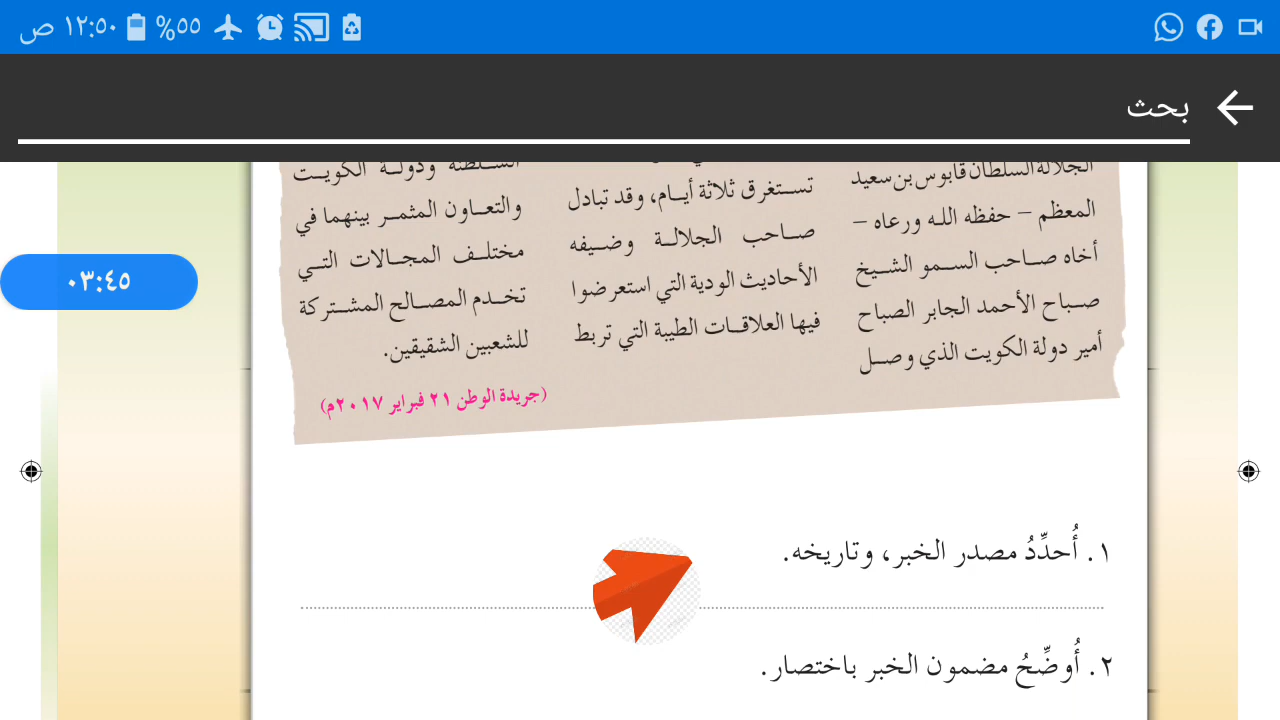 ١٢:٥٠ ص
٥٥%
بحث
٠٣:٤٥
الجلالة السلطان قابوس بن سعيد
المعظم – حفظه الله ورعاه –
أخاه صاحب السمو الشيخ
صباح الأحمد الجابر الصباح
أمير دولة الكويت الذي وصل
تستغرق ثلاثة أيام، وقد تبادل
صاحب الجلالة وضيفه
الأحاديث الودية التي استعرضوا
فيها العلاقات الطيبة التي تربط
السلطنة ودولة الكويت
والتعاون المثمر بينهما في
مختلف المجالات التي
تخدم المصالح المشتركة
للشعبين الشقيقين.
(جريدة الوطن ٢١ فبراير ٢٠١٧م)
١. أُحدِّدُ مصدر الخبر، وتاريخه.
٢. أُوضِّحُ مضمون الخبر باختصار.